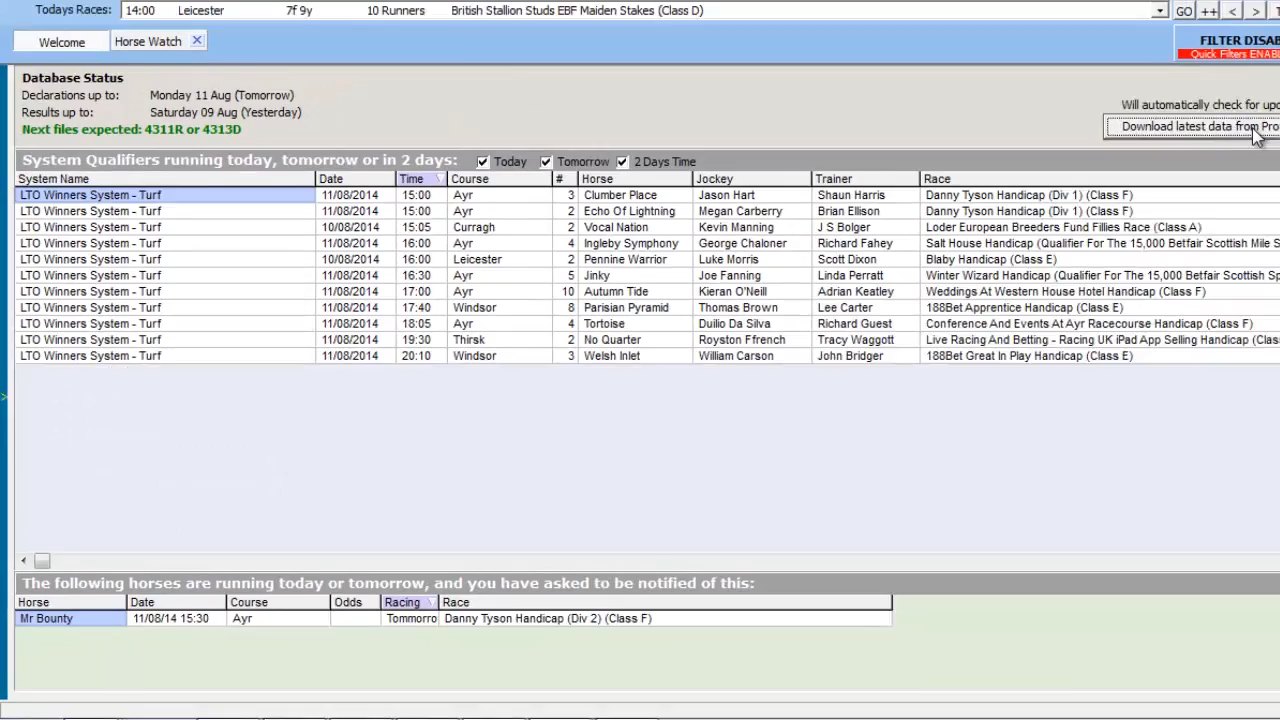 Todays Races: 14:00 Leicester 7f 9y 10 Runners British Stallion Studs EBF Maiden Stakes (Class D) GO ++ < >
Welcome Horse Watch FILTER DISAB
Quick Filters ENAB
Database Status
Declarations up to: Monday 11 Aug (Tomorrow)
Will automatically check for upd
Results up to: Saturday 09 Aug (Yesterday)
Next files expected: 4311R or 4313D
Download latest data from Pro
System Qualifiers running today, tomorrow or in 2 days: Today Tomorrow 2 Days Time
System Name Date Time Course # Horse Jockey Trainer Race
LTO Winners System - Turf 11/08/2014 15:00 Ayr 3 Clumber Place Jason Hart Shaun Harris Danny Tyson Handicap (Div 1) (Class F)
LTO Winners System - Turf 11/08/2014 15:00 Ayr 2 Echo Of Lightning Megan Carberry Brian Ellison Danny Tyson Handicap (Div 1) (Class F)
LTO Winners System - Turf 10/08/2014 15:05 Curragh 2 Vocal Nation Kevin Manning J S Bolger Loder European Breeders Fund Fillies Race (Class A)
LTO Winners System - Turf 11/08/2014 16:00 Ayr 4 Ingleby Symphony George Chaloner Richard Fahey Salt House Handicap (Qualifier For The 15,000 Betfair Scottish Mile S
LTO Winners System - Turf 10/08/2014 16:00 Leicester 2 Pennine Warrior Luke Morris Scott Dixon Blaby Handicap (Class E)
LTO Winners System - Turf 11/08/2014 16:30 Ayr 5 Jinky Joe Fanning Linda Perratt Winter Wizard Handicap (Qualifier For The 15,000 Betfair Scottish Sp
LTO Winners System - Turf 11/08/2014 17:00 Ayr 10 Autumn Tide Kieran O'Neill Adrian Keatley Weddings At Western House Hotel Handicap (Class F)
LTO Winners System - Turf 11/08/2014 17:40 Windsor 8 Parisian Pyramid Thomas Brown Lee Carter 188Bet Apprentice Handicap (Class E)
LTO Winners System - Turf 11/08/2014 18:05 Ayr 4 Tortoise Duilio Da Silva Richard Guest Conference And Events At Ayr Racecourse Handicap (Class F)
LTO Winners System - Turf 11/08/2014 19:30 Thirsk 2 No Quarter Royston Ffrench Tracy Waggott Live Racing And Betting - Racing UK iPad App Selling Handicap (Clas
LTO Winners System - Turf 11/08/2014 20:10 Windsor 3 Welsh Inlet William Carson John Bridger 188Bet Great In Play Handicap (Class E)
The following horses are running today or tomorrow, and you have asked to be notified of this:
Horse Date Course Odds Racing Race
Mr Bounty 11/08/14 15:30 Ayr Tommorro Danny Tyson Handicap (Div 2) (Class F)